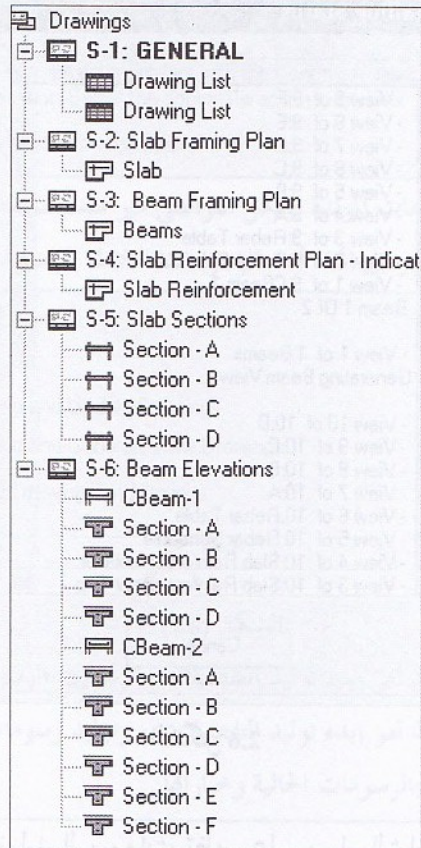 Drawings
S-1: GENERAL
Drawing List
Drawing List
S-2: Slab Framing Plan
Slab
S-3: Beam Framing Plan
Beams
S-4: Slab Reinforcement Plan - Indicat
Slab Reinforcement
S-5: Slab Sections
Section - A
Section - B
Section - C
Section - D
S-6: Beam Elevations
CBeam-1
Section - A
Section - B
Section - C
Section - D
CBeam-2
Section - A
Section - B
Section - C
Section - D
Section - E
Section - F